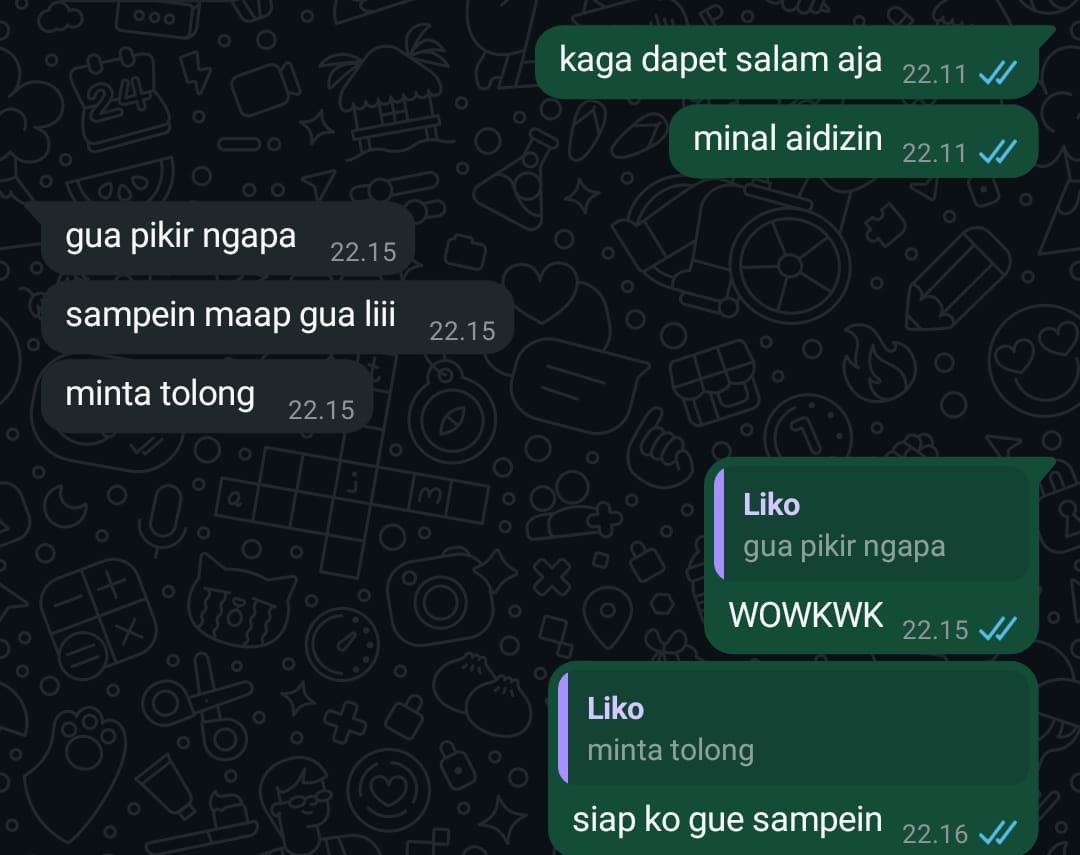 kaga dapet salam aja 22.11
minal aidizin 22.11
gua pikir ngapa 22.15
sampein maap gua liii 22.15
minta tolong 22.15
Liko
gua pikir ngapa
WOWKWK 22.15
Liko
minta tolong
siap ko gue sampein 22.16